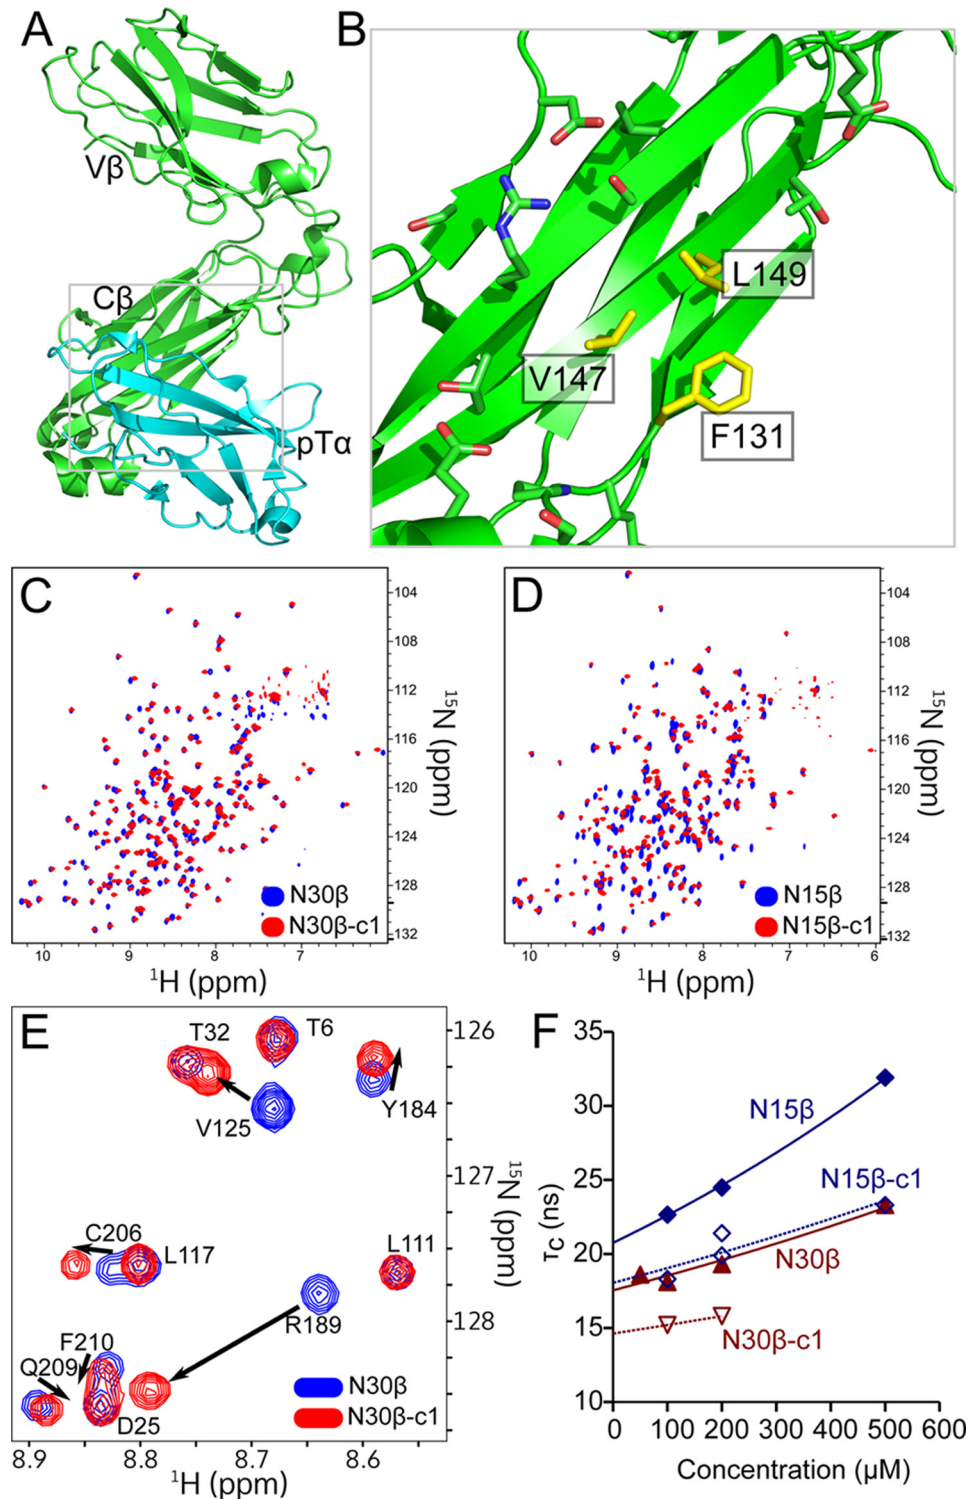 A
Vβ
Cβ
pTα
B
L149
V147
F131
C
104
108
112
116
120
124
128
132
10 9 8 7
¹⁵N (ppm)
¹H (ppm)
N30β
N30β-c1
D
104
108
112
116
120
124
128
132
10 9 8 7 6
¹⁵N (ppm)
¹H (ppm)
N15β
N15β-c1
E
T32
T6
V125
Y184
C206
L117
L111
R189
F210
Q209
D25
126
127
128
¹⁵N (ppm)
8.9 8.8 8.7 8.6
¹H (ppm)
N30β
N30β-c1
F
35
30
25
20
15
10
τc (ns)
N15β
N15β-c1
N30β
N30β-c1
0 100 200 300 400 500 600
Concentration (µM)